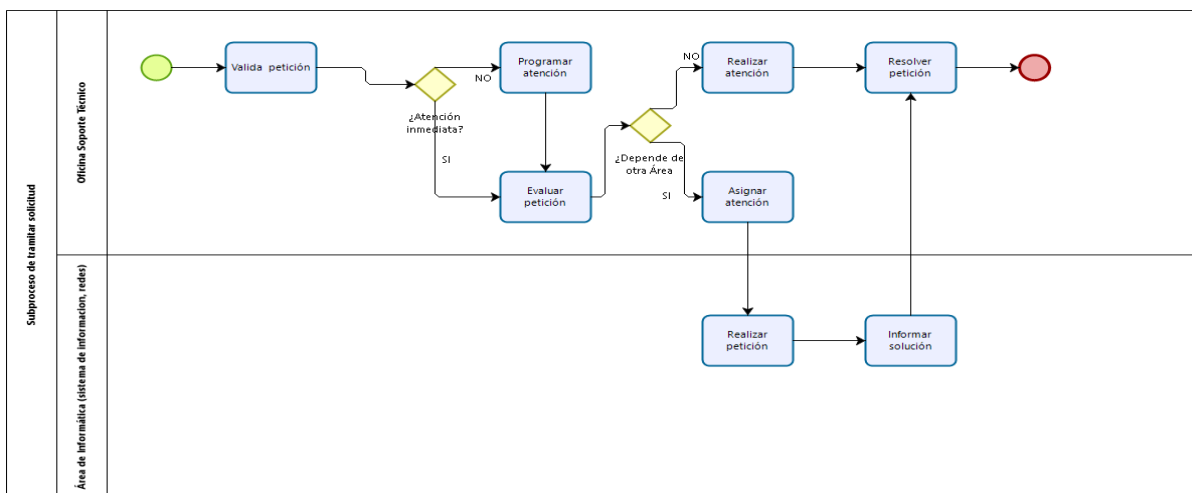 Subproceso de tramitar solicitud
Oficina Soporte Técnico
Valida petición
¿Atención
inmediata?
NO
SI
Programar
atención
Evaluar
petición
¿Depende de
otra Área
NO
SI
Realizar
atención
Asignar
atención
Resolver
petición
Área de Informática (sistema de informacion, redes)
Realizar
petición
Informar
solución